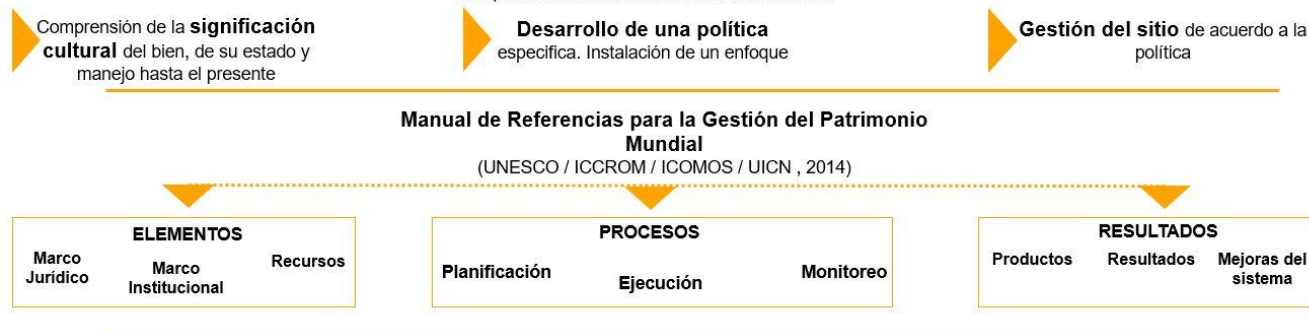 Comprensión de la significación
cultural del bien, de su estado y
manejo hasta el presente
Desarrollo de una política
especifica. Instalación de un enfoque
Gestión del sitio de acuerdo a la
política
Manual de Referencias para la Gestión del Patrimonio
Mundial
(UNESCO / ICCROM / ICOMOS / UICN , 2014)
ELEMENTOS
Marco
Jurídico
Marco
Institucional
Recursos
PROCESOS
Planificación
Ejecución
Monitoreo
RESULTADOS
Productos
Resultados
Mejoras del
sistema